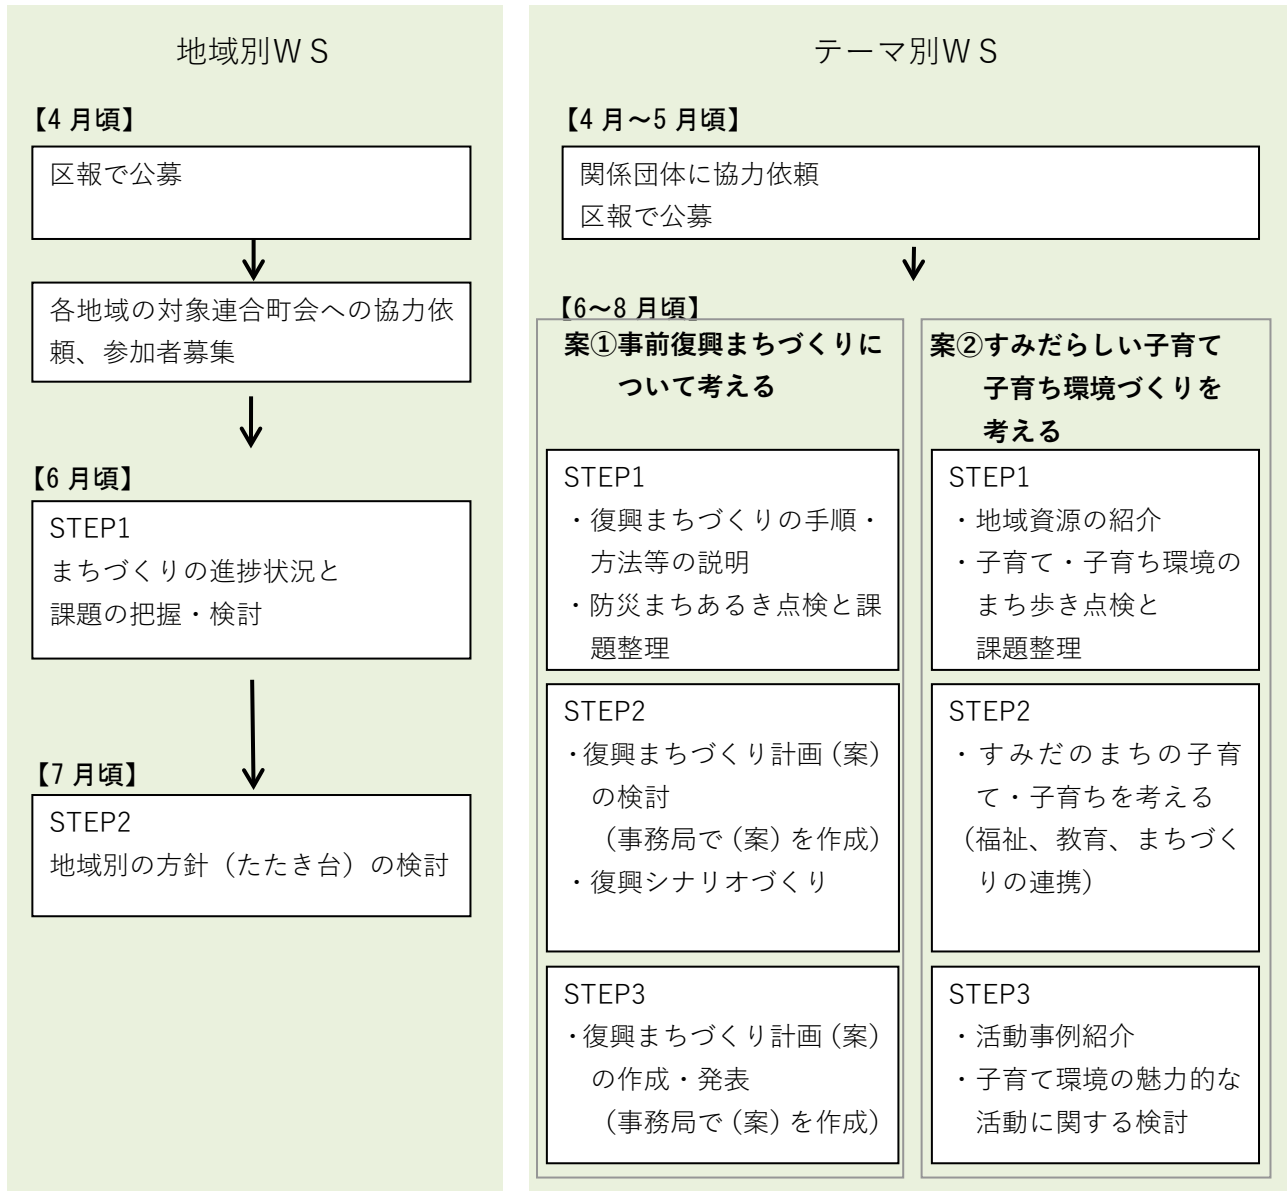 地域別ＷＳ
【4 月頃】
区報で公募
各地域の対象連合町会への協力依
頼、参加者募集
【6 月頃】
STEP1
まちづくりの進捗状況と
課題の把握・検討
【7 月頃】
STEP2
地域別の方針（たたき台）の検討
テーマ別ＷＳ
【4 月～5 月頃】
関係団体に協力依頼
区報で公募
【6～8 月頃】
案①事前復興まちづくりに
ついて考える
STEP1
・復興まちづくりの手順・
方法等の説明
・防災まちあるき点検と課
題整理
STEP2
・復興まちづくり計画（案）
の検討
（事務局で（案）を作成）
・復興シナリオづくり
STEP3
・復興まちづくり計画（案）
の作成・発表
（事務局で（案）を作成）
案②すみだらしい子育て
子育ち環境づくりを
考える
STEP1
・地域資源の紹介
・子育て・子育ち環境の
まち歩き点検と
課題整理
STEP2
・すみだのまちの子育
て・子育ちを考える
（福祉、教育、まちづく
りの連携）
STEP3
・活動事例紹介
・子育て環境の魅力的な
活動に関する検討